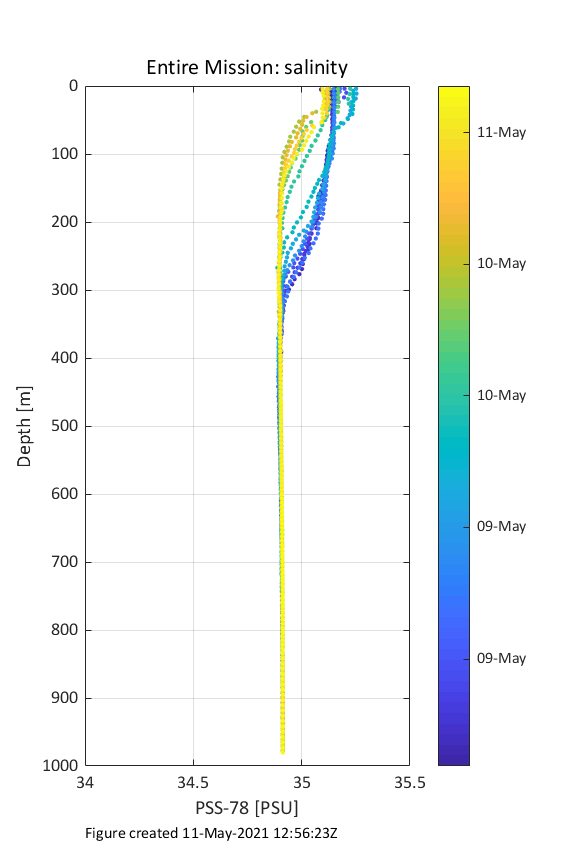 Entire Mission: salinity
0
100
200
300
400
500
600
700
800
900
1000
Depth [m]
34
34.5
35
35.5
PSS-78 [PSU]
11-May
10-May
10-May
09-May
09-May
Figure created 11-May-2021 12:56:23Z